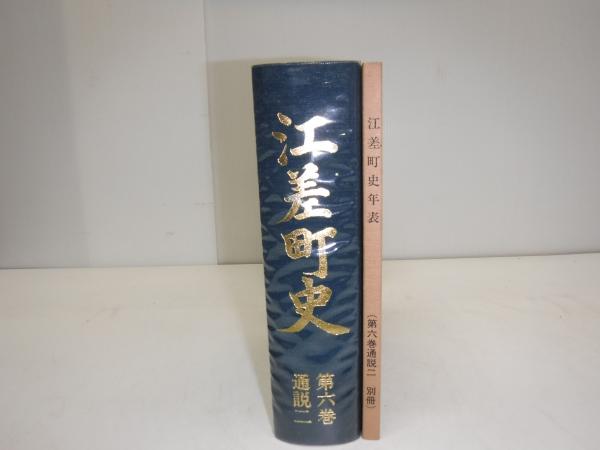 江差町史
第六巻
通説二
江差町史年表
(第六巻通説二 別冊)